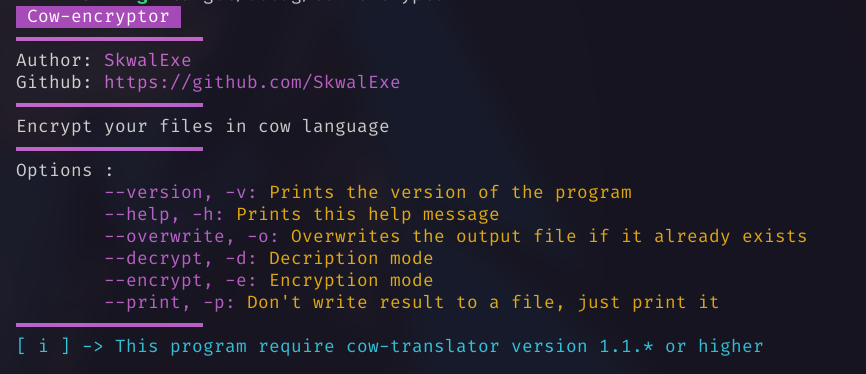 Cow-encryptor
Author: SkwalExe
Github: https://github.com/SkwalExe
Encrypt your files in cow language
Options :
--version, -v: Prints the version of the program
--help, -h: Prints this help message
--overwrite, -o: Overwrites the output file if it already exists
--decrypt, -d: Decription mode
--encrypt, -e: Encryption mode
--print, -p: Don't write result to a file, just print it
[ i ] -> This program require cow-translator version 1.1.* or higher